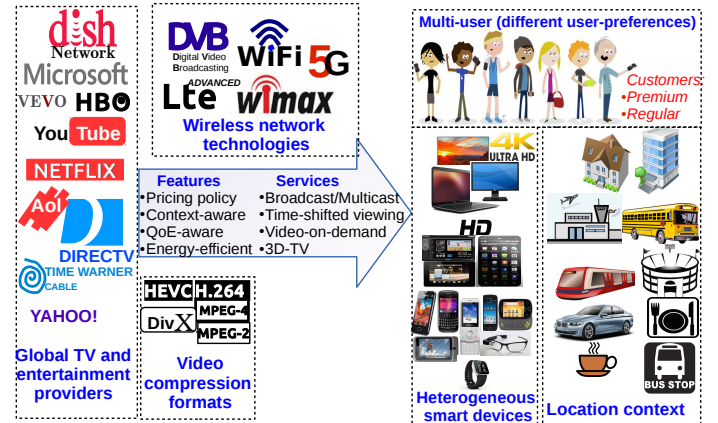 dish
Network
Microsoft
VEVO HBO
You Tube
NETFLIX
Aol
DIRECTV
TIME WARNER
CABLE
YAHOO!
Global TV and
entertainment
providers
DVB
Digital Video
Broadcasting
WiFi
5G
ADVANCED
Lte
wimax
Wireless network
technologies
Features
•Pricing policy
•Context-aware
•QoE-aware
•Energy-efficient
Services
•Broadcast/Multicast
•Time-shifted viewing
•Video-on-demand
•3D-TV
HEVC H.264
DivX
MPEG-4
MPEG-2
Video
compression
formats
Multi-user (different user-preferences)
Customers
•Premium
•Regular
4K
ULTRA HD
HD
Heterogeneous
smart devices
BUS STOP
Location context